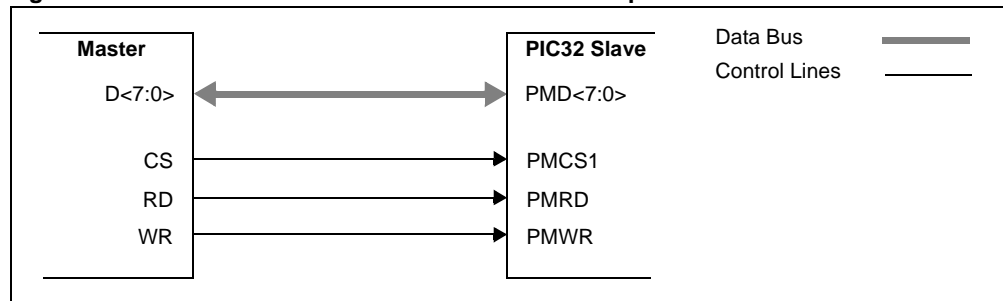 Master
PIC32 Slave
Data Bus
Control Lines
D<7:0>
PMD<7:0>
CS
PMCS1
RD
PMRD
WR
PMWR